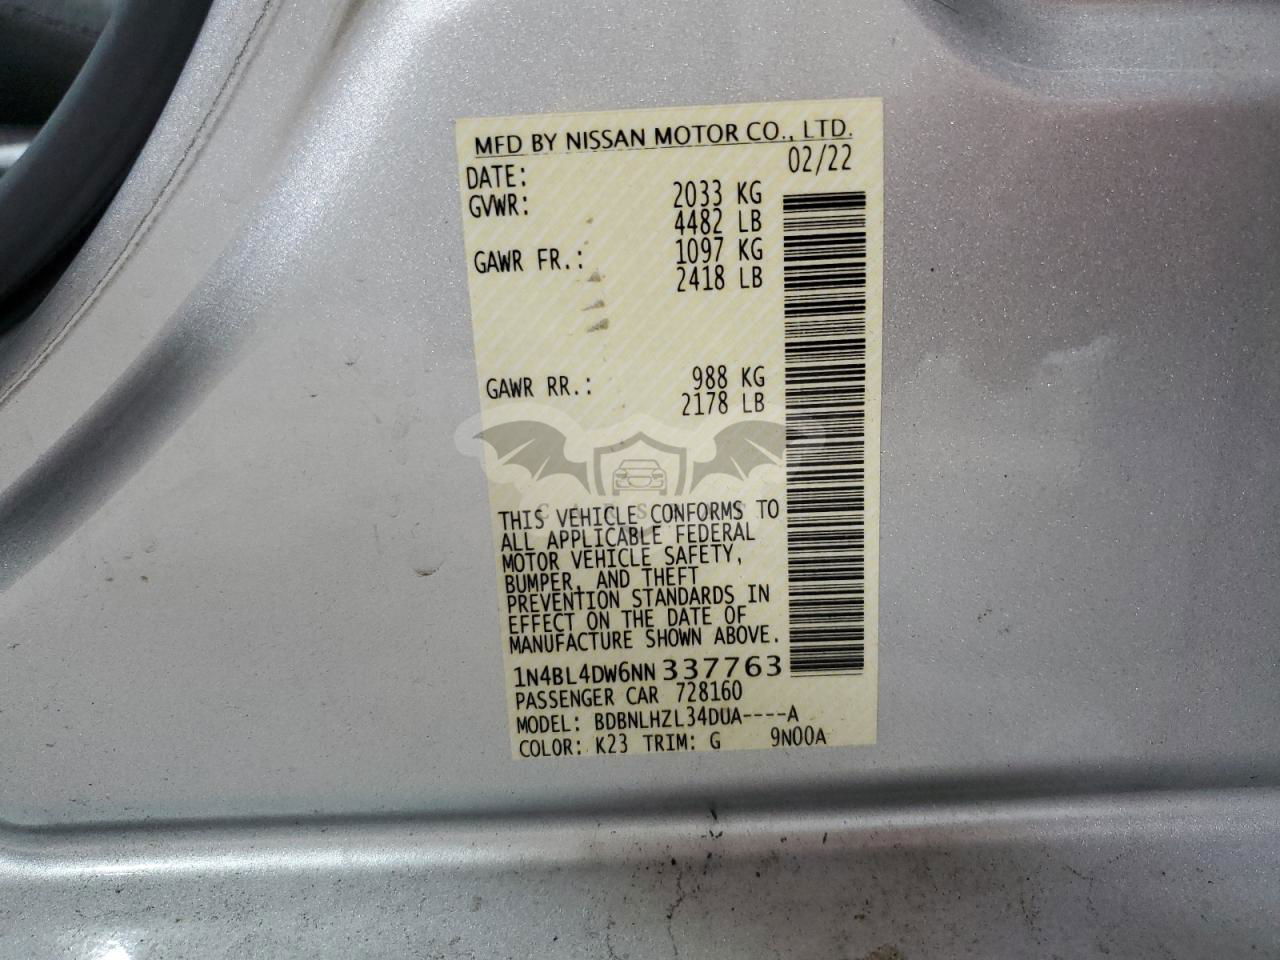 MFD BY NISSAN MOTOR CO., LTD.
DATE: 02/22
GVWR: 2033 KG
4482 LB
GAWR FR.: 1097 KG
2418 LB
GAWR RR.: 988 KG
2178 LB
THIS VEHICLE CONFORMS TO
ALL APPLICABLE FEDERAL
MOTOR VEHICLE SAFETY,
BUMPER, AND THEFT
PREVENTION STANDARDS IN
EFFECT ON THE DATE OF
MANUFACTURE SHOWN ABOVE.
1N4BL4DW6NN337763
PASSENGER CAR 728160
MODEL: BDBNLHZL34DUA----A
COLOR: K23 TRIM: G 9N00A